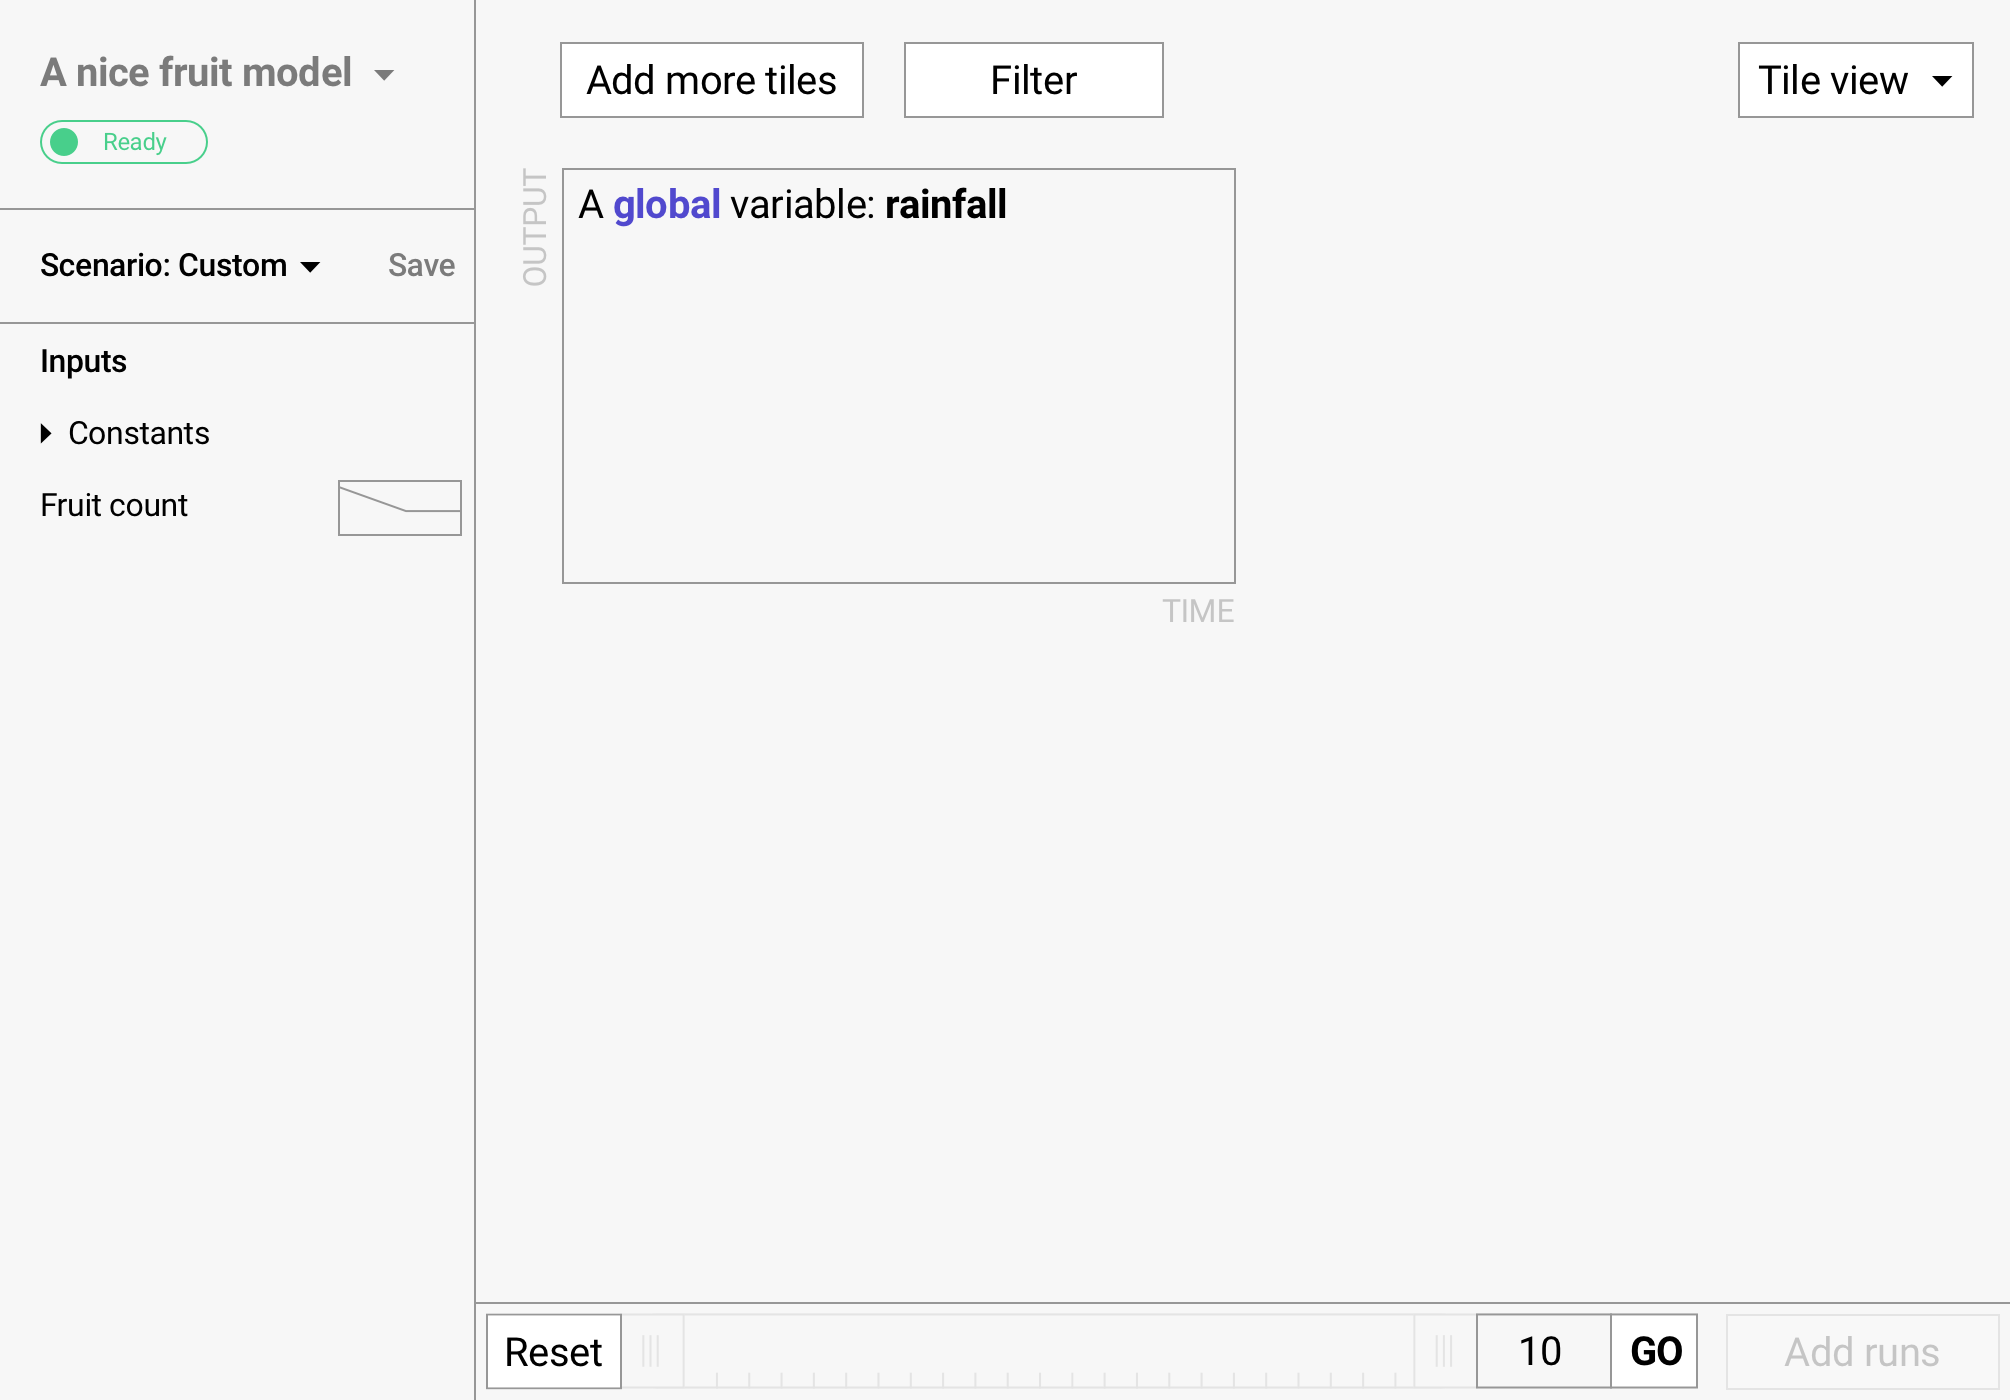 A nice fruit model
Ready
Scenario: Custom
Save
Inputs
Constants
Fruit count
Add more tiles
Filter
Tile view
OUTPUT
A global variable: rainfall
TIME
Reset
10
GO
Add runs